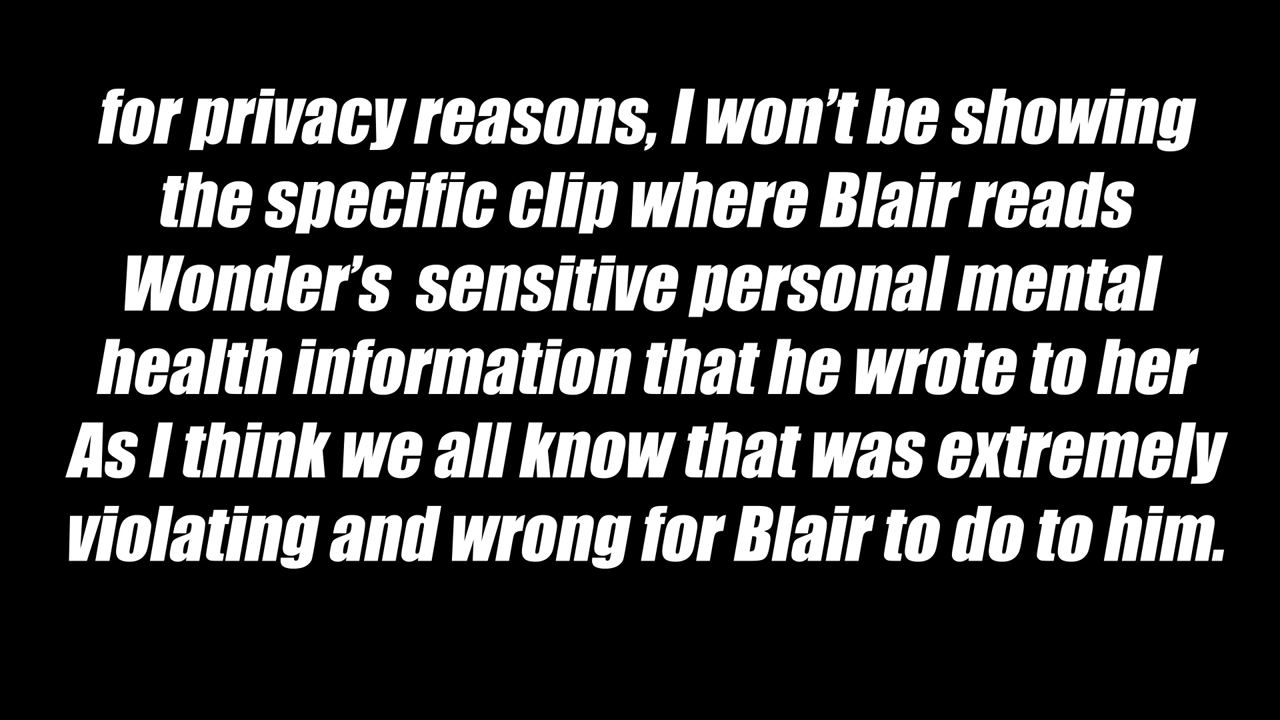 for privacy reasons, I won’t be showing
the specific clip where Blair reads
Wonder’s  sensitive personal mental
health information that he wrote to her
As I think we all know that was extremely
violating and wrong for Blair to do to him.